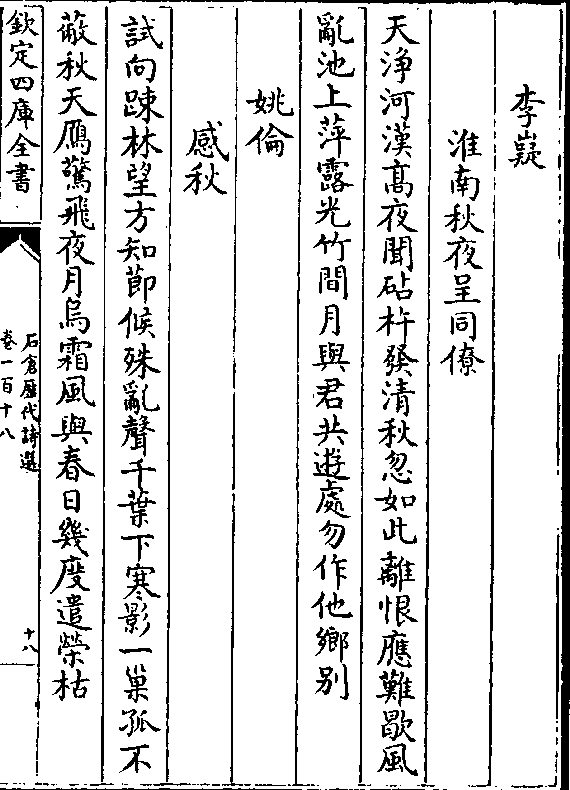 李嶷
淮南秋夜呈同僚
天浄河漢髙夜聞砧杵發清秋忽如此離恨應難歇風
亂池上萍露光竹間月與君共遊處勿作他鄉別
姚倫
感秋
試向踈林望方知節候殊亂聲千葉下寒影一巢孤不
蔽秋天鴈驚飛夜月烏霜風與春日幾度遣榮枯
欽定四庫全書
石倉歷代詩選
卷一百十八
十八